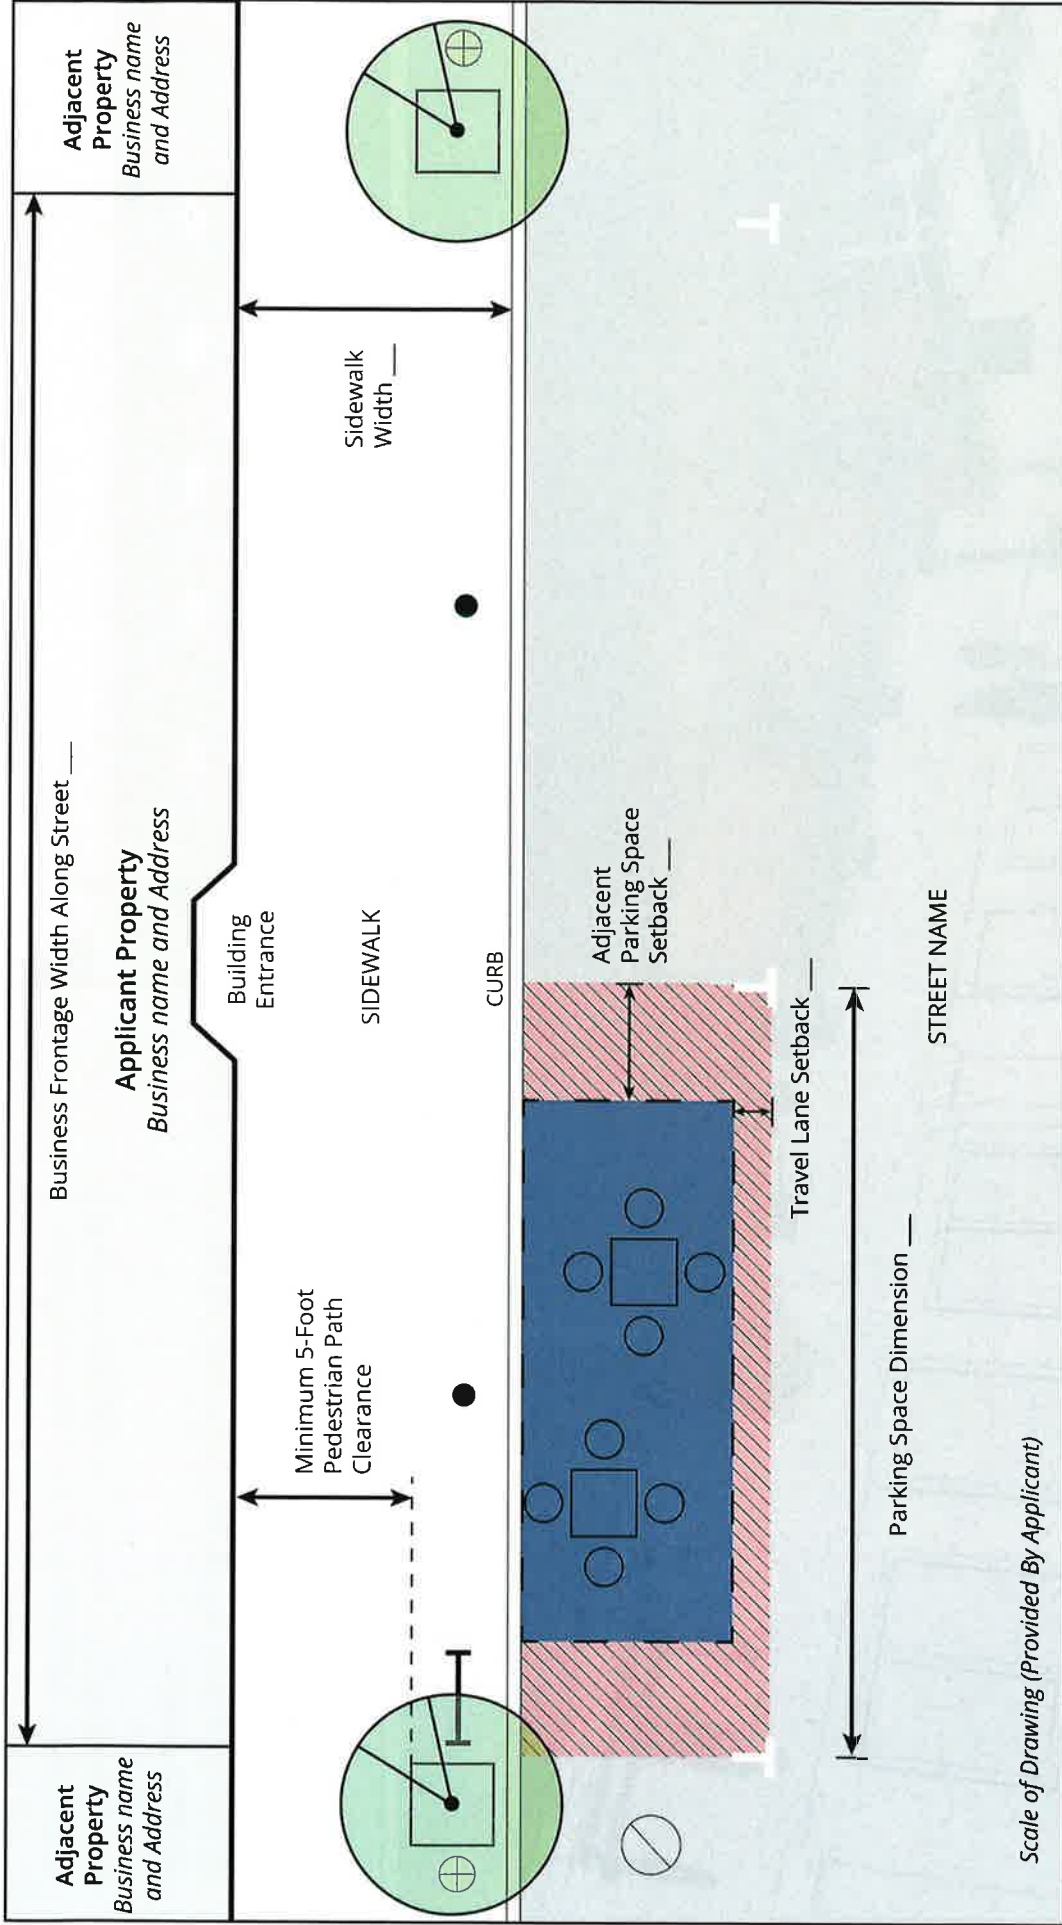 Adjacent
Property
Business name
and Address
Business Frontage Width Along Street __
Applicant Property
Business name and Address
Adjacent
Property
Business name
and Address
Building
Entrance
SIDEWALK
CURB
Minimum 5-Foot
Pedestrian Path
Clearance
Sidewalk
Width __
Adjacent
Parking Space
Setback __
Travel Lane Setback __
Parking Space Dimension __
STREET NAME
Scale of Drawing (Provided By Applicant)